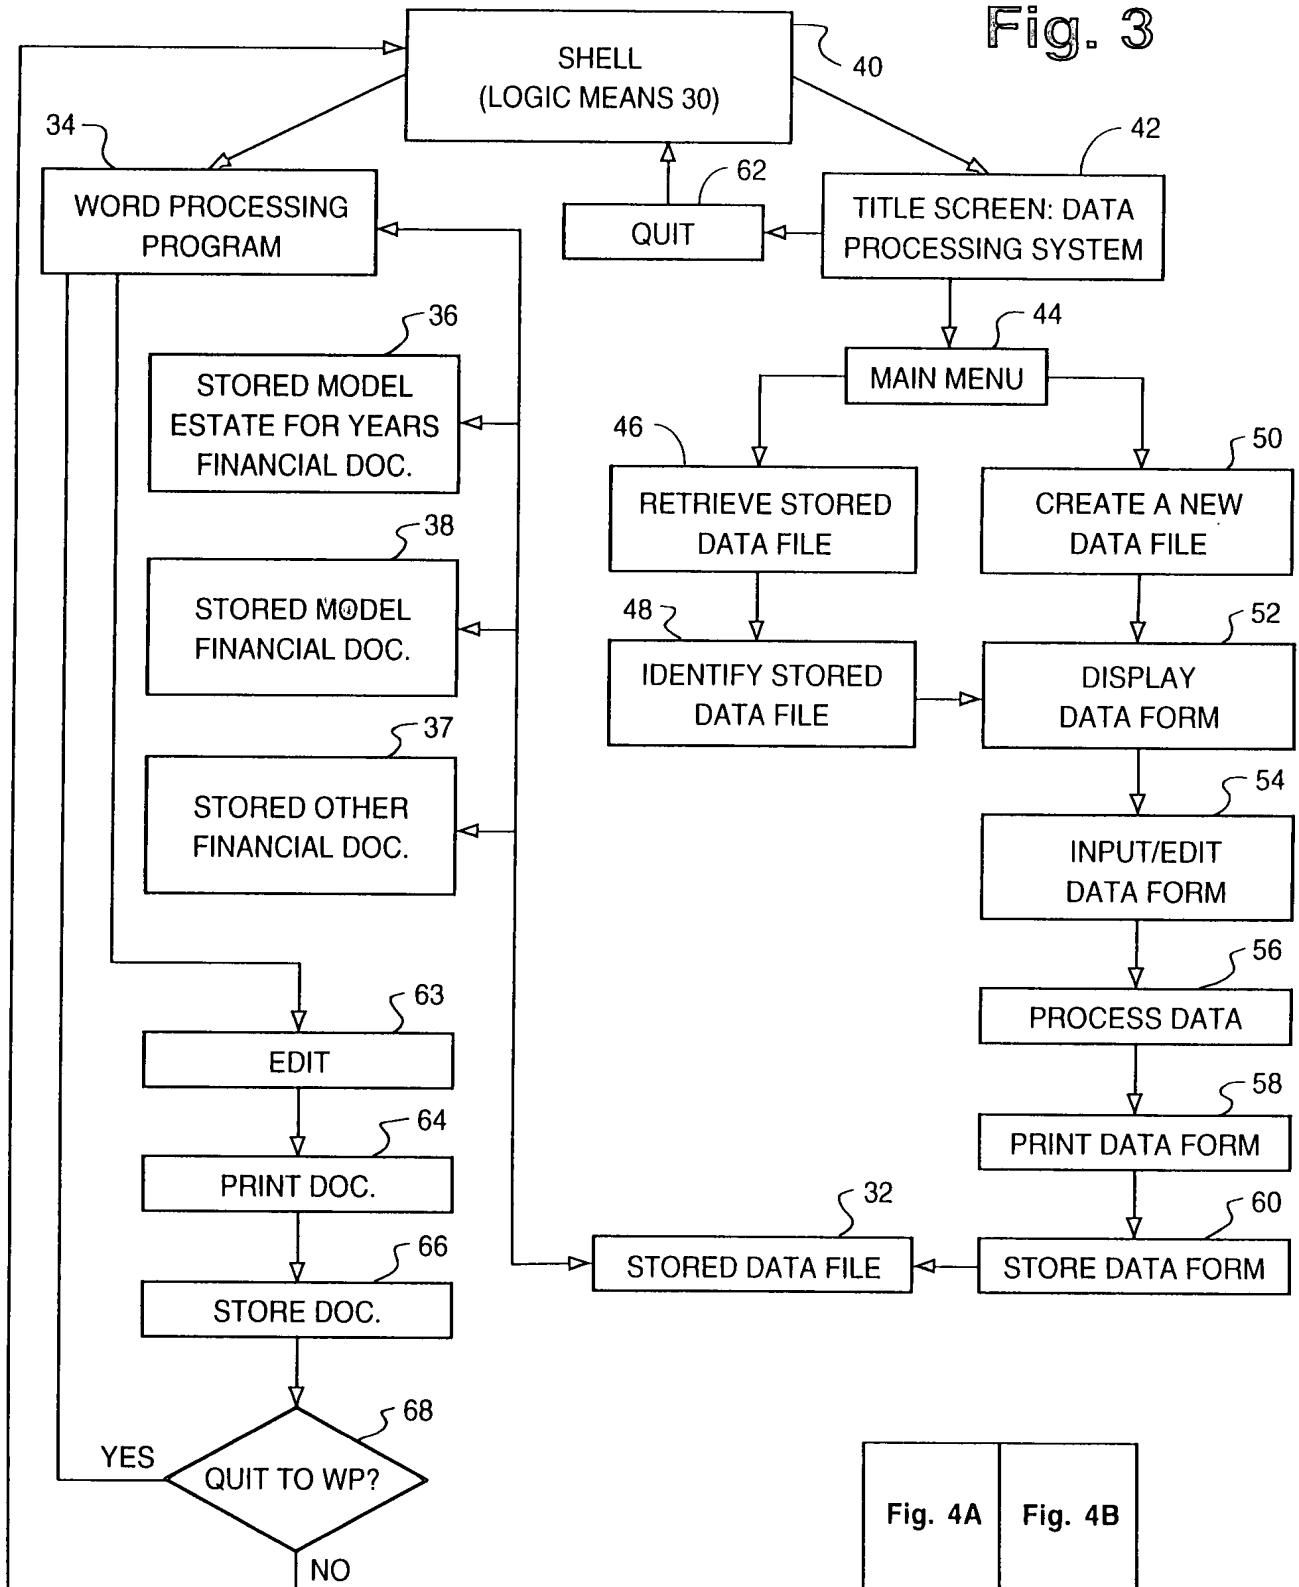 Fig. 3
SHELL
(LOGIC MEANS 30)
40
34
WORD PROCESSING
PROGRAM
62
QUIT
42
TITLE SCREEN: DATA
PROCESSING SYSTEM
44
MAIN MENU
36
STORED MODEL
ESTATE FOR YEARS
FINANCIAL DOC.
46
RETRIEVE STORED
DATA FILE
50
CREATE A NEW
DATA FILE
38
STORED MODEL
FINANCIAL DOC.
48
IDENTIFY STORED
DATA FILE
52
DISPLAY
DATA FORM
37
STORED OTHER
FINANCIAL DOC.
54
INPUT/EDIT
DATA FORM
56
PROCESS DATA
63
EDIT
58
PRINT DATA FORM
64
PRINT DOC.
32
STORED DATA FILE
60
STORE DATA FORM
66
STORE DOC.
68
QUIT TO WP?
YES
NO
Fig. 4A
Fig. 4B